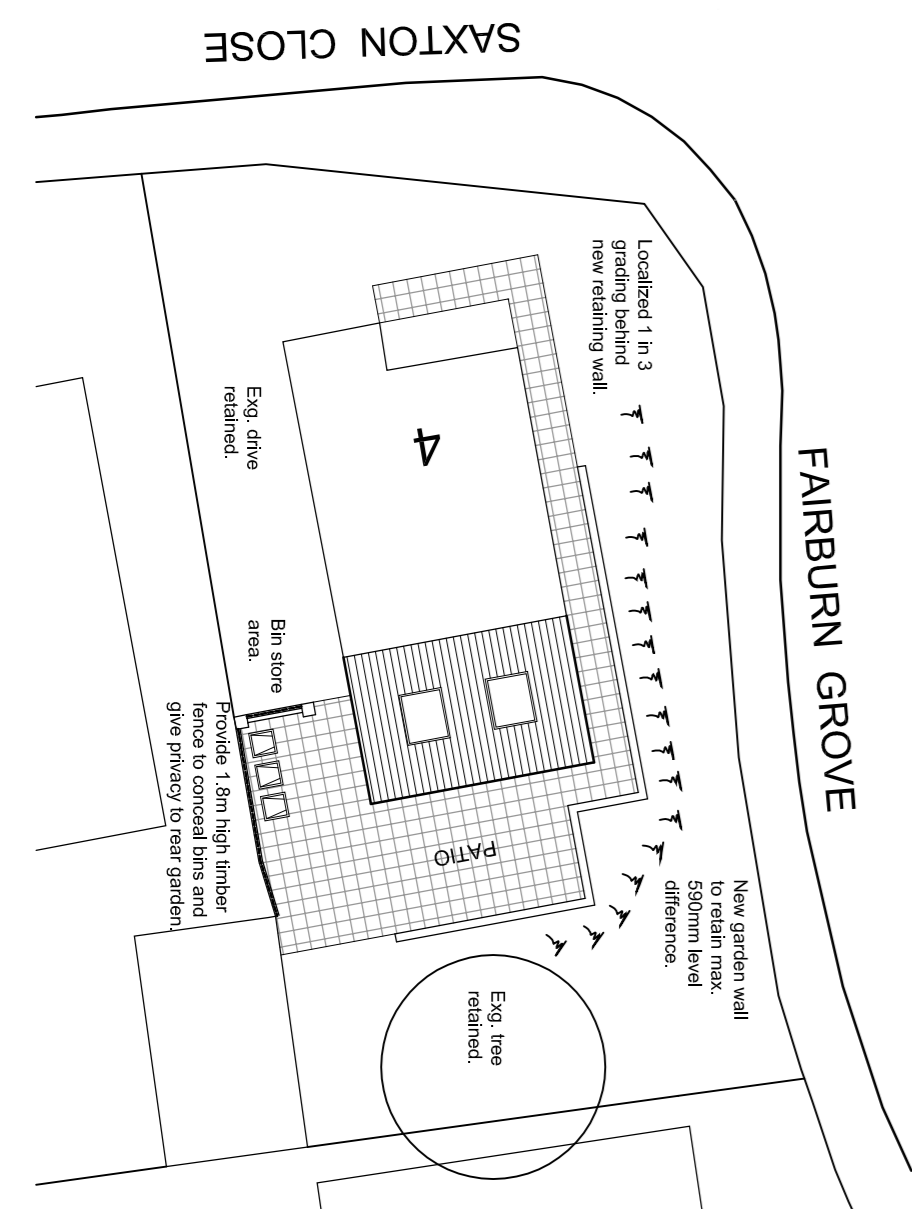 SAXTON CLOSE
FAIRBURN GROVE
Localized 1 in 3
grading behind
new retaining wall.
Exg. drive
retained.
4
Bin store
area.
Provide 1.8m high timber
fence to conceal bins and
give privacy to rear garden.
PATIO
New garden wall
to retain max.
590mm level
difference.
Exg. tree
retained.